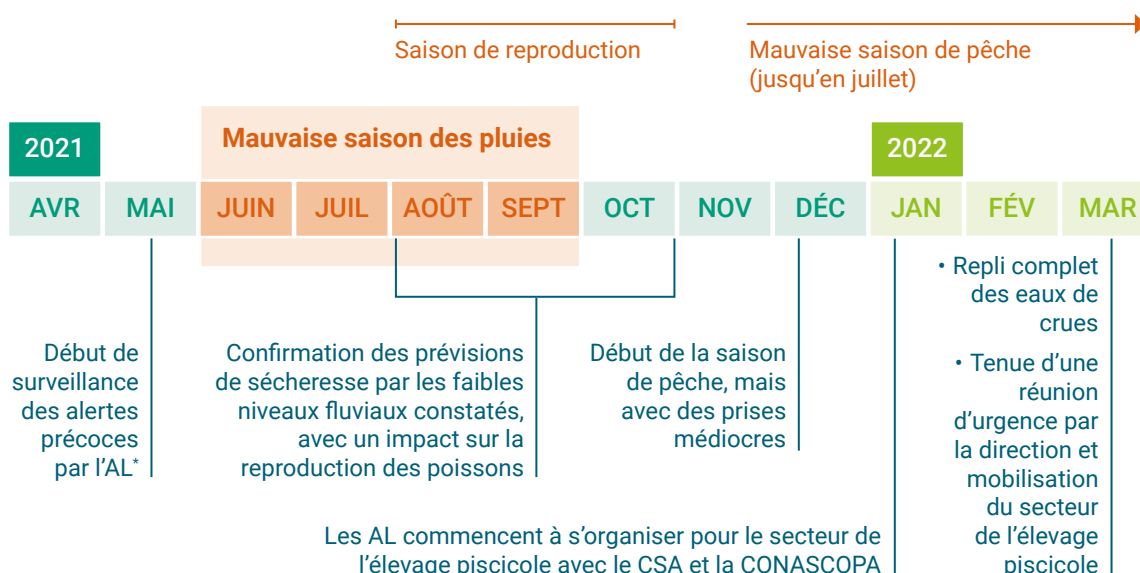 Saison de reproduction
Mauvaise saison de pêche
(jusqu'en juillet)
2021
Mauvaise saison des pluies
2022
AVR MAI JUIN JUIL AOÛT SEPT OCT NOV DÉC JAN FÉV MAR
Début de
surveillance
des alertes
précoces
par l'AL*
Confirmation des prévisions
de sécheresse par les faibles
niveaux fluviaux constatés,
avec un impact sur la
reproduction des poissons
Début de la saison
de pêche, mais
avec des prises
médiocres
Les AL commencent à s'organiser pour le secteur de
l'élevage piscicole avec le CSA et la CONASCOPA
• Repli complet
des eaux de
crues
• Tenue d'une
réunion
d'urgence par
la direction et
mobilisation
du secteur
de l'élevage
piscicole